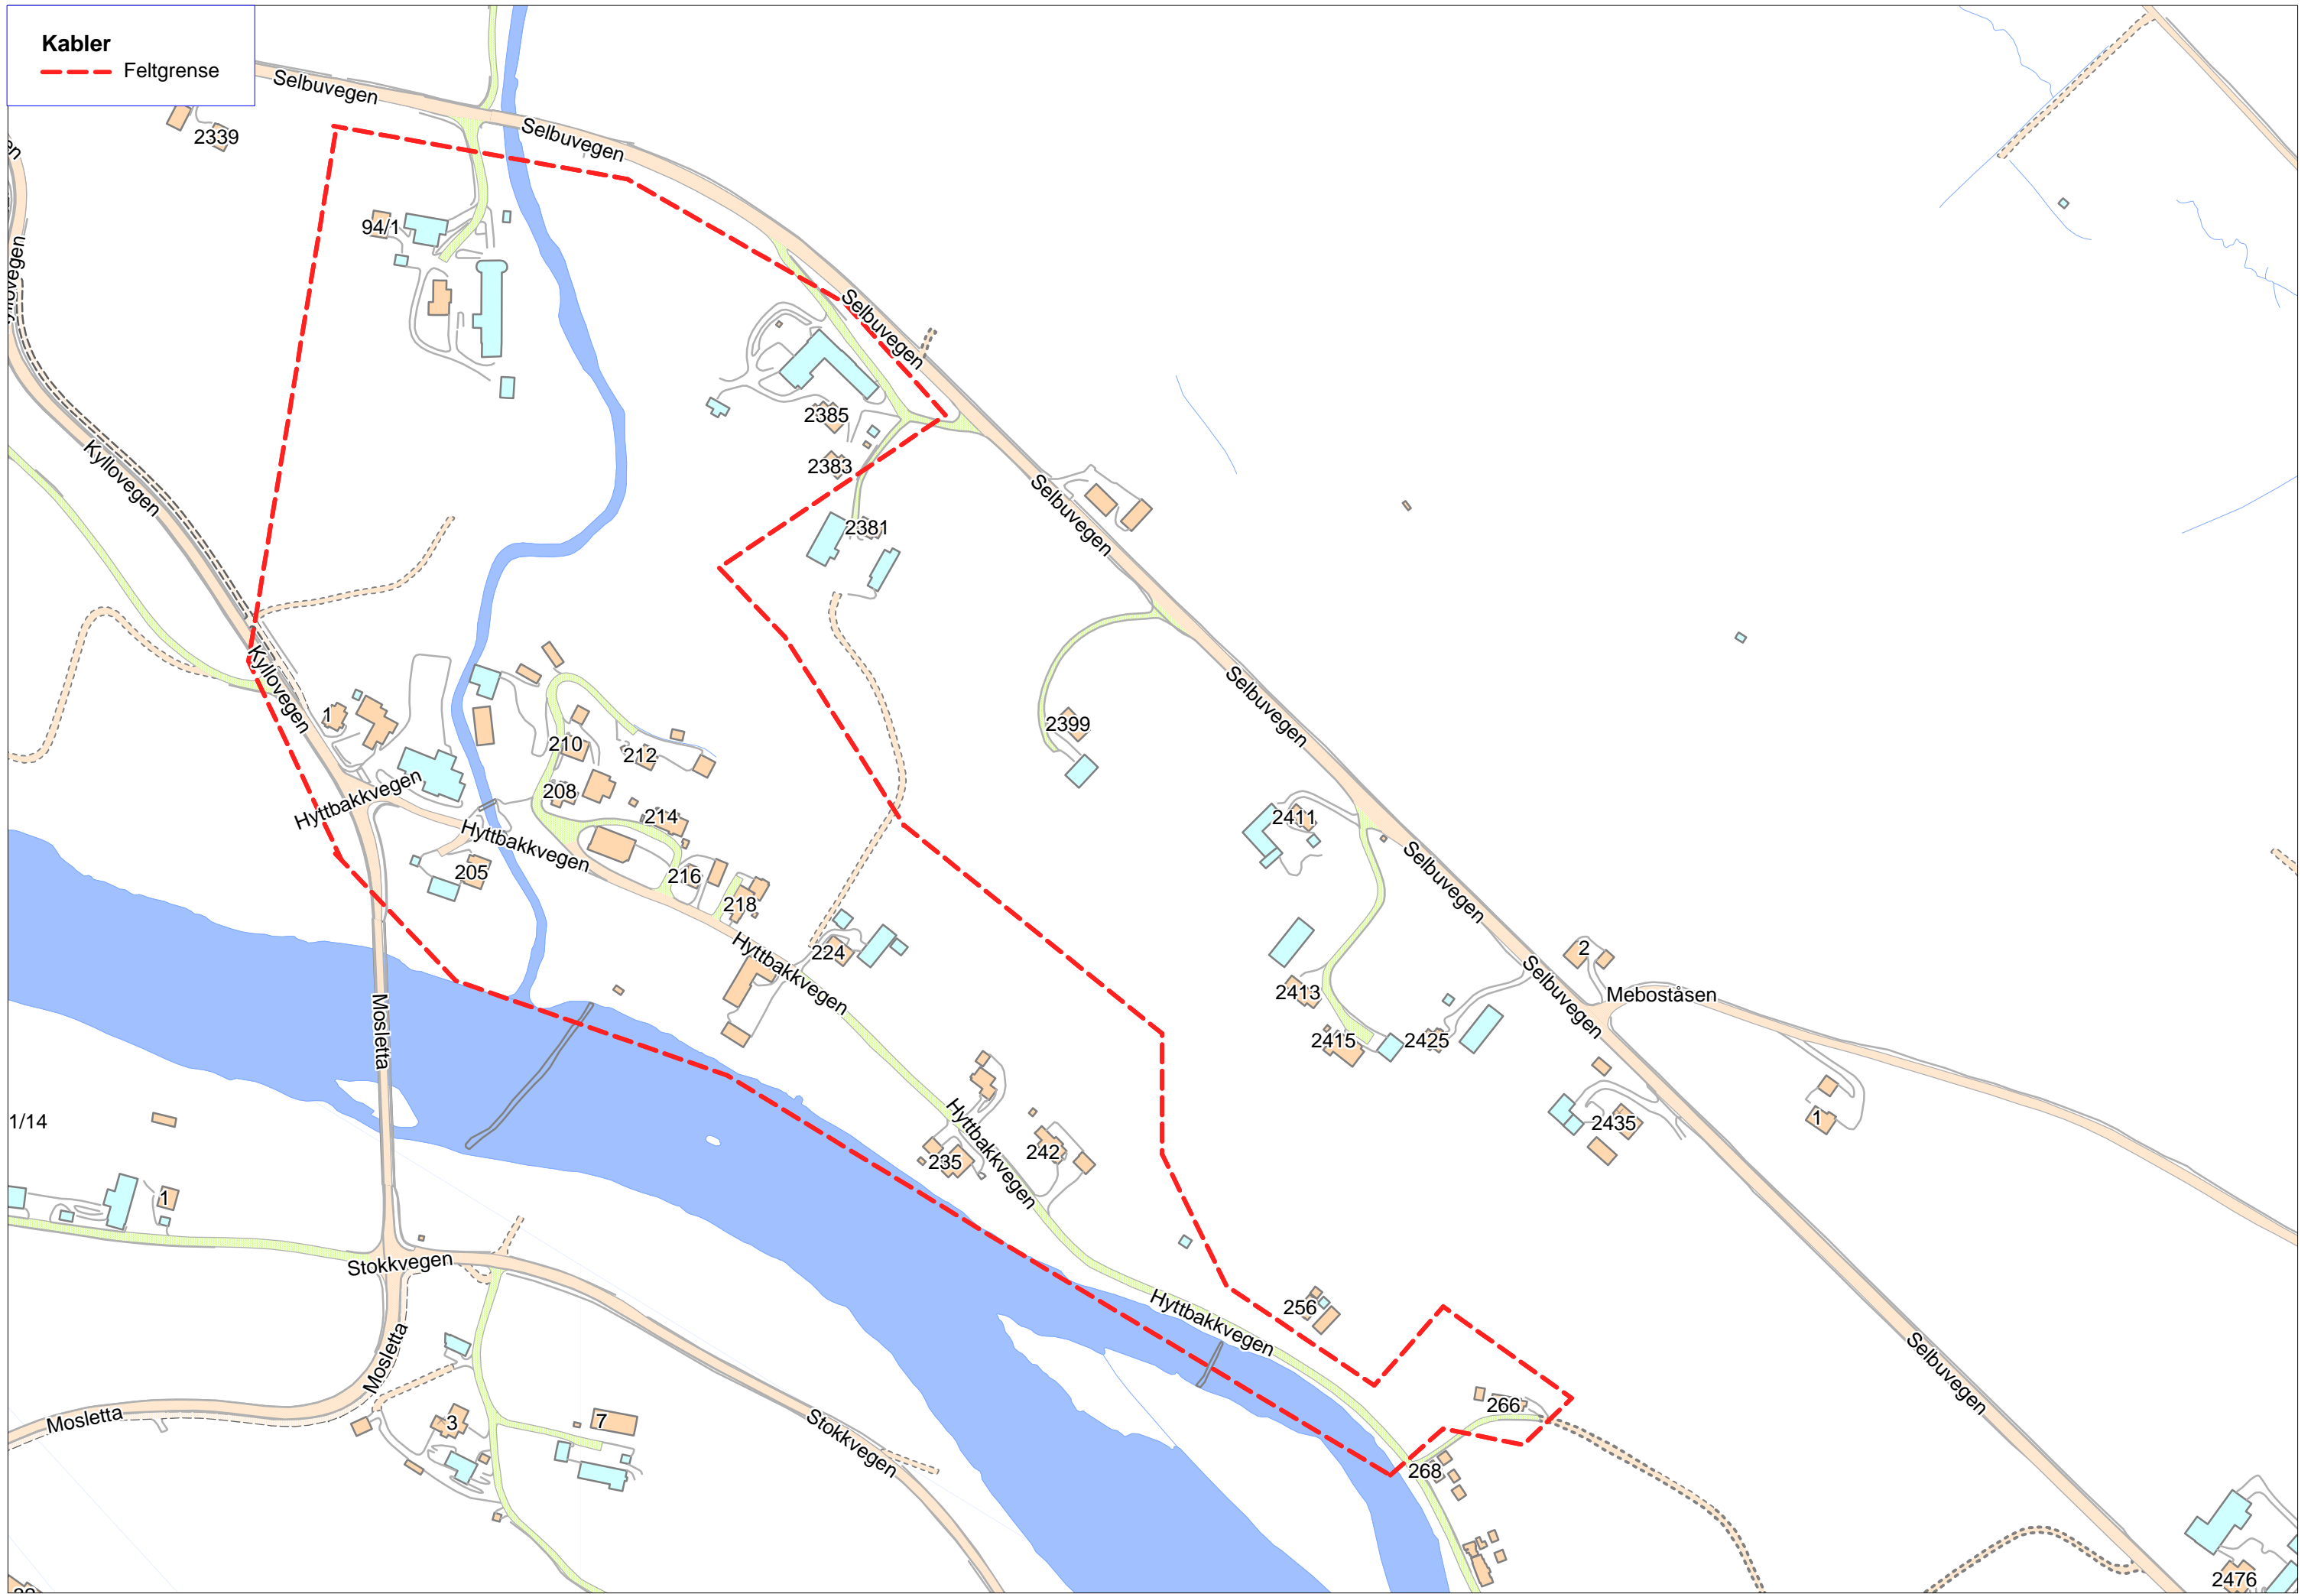 Kabler
Feltgrense
Selbuvegen
2339
Selbuvegen
94/1
Kyllovegen
Selbuvegen
2385
2383
Kyllovegen
2381
Selbuvegen
Kyllovegen
1
210
212
2399
Selbuvegen
208
214
Hyttbakkvegen
Hyttbakkvegen
205
216
218
2411
Selbuvegen
224
Hyttbakkvegen
2
Selbuvegen
Meboståsen
2413
2415
2425
Mosletta
1/14
Hyttbakkvegen
235
242
2435
1
1
Stokkvegen
256
Hyttbakkvegen
Mosletta
Selbuvegen
266
Mosletta
3
7
Stokkvegen
268
2476